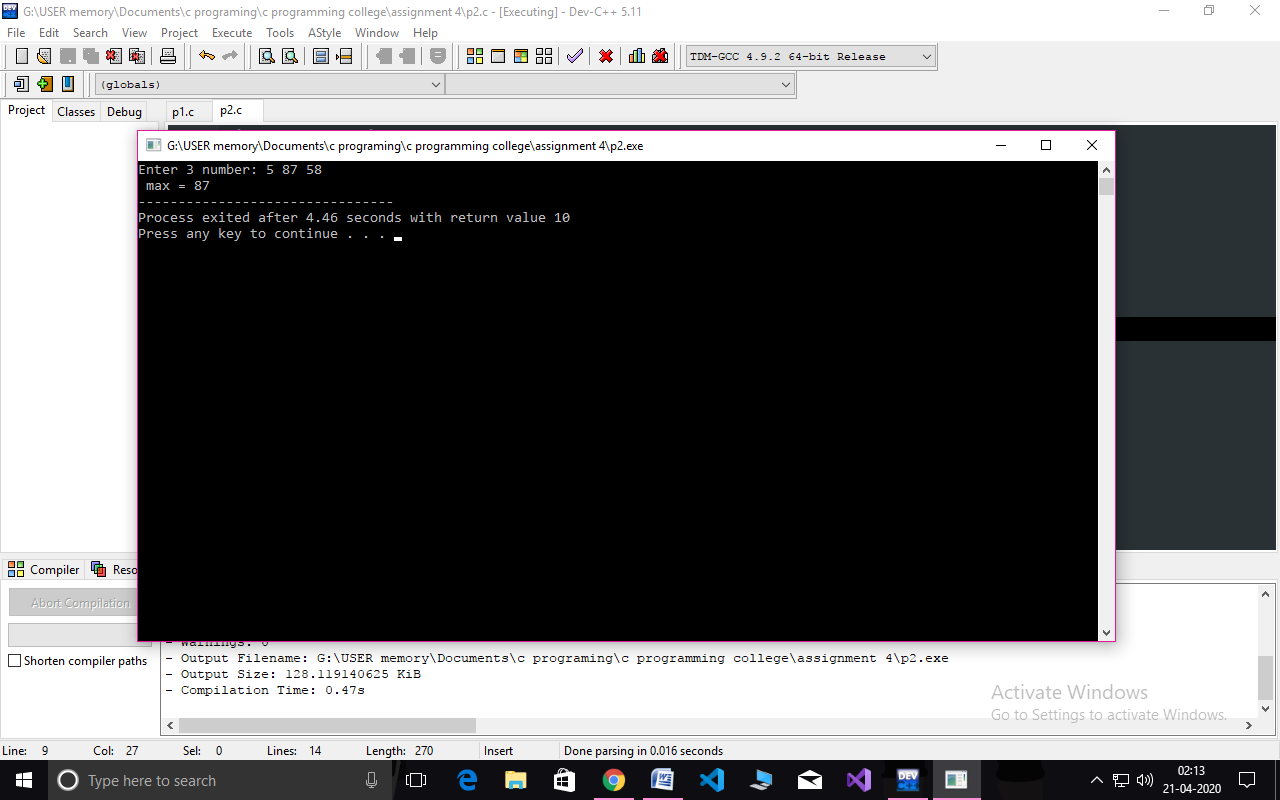 G:\USER memory\Documents\c programing\c programming college\assignment 4\p2.c - [Executing] - Dev-C++ 5.11
File Edit Search View Project Execute Tools AStyle Window Help
TDM-GCC 4.9.2 64-bit Release
(globals)
Project Classes Debug p1.c p2.c
G:\USER memory\Documents\c programing\c programming college\assignment 4\p2.exe
Enter 3 number: 5 87 58
max = 87
--------------------------------
Process exited after 4.46 seconds with return value 10
Press any key to continue . . .
Compiler Reso
Abort Compilation
Shorten compiler paths
- Warnings: 0
- Output Filename: G:\USER memory\Documents\c programing\c programming college\assignment 4\p2.exe
- Output Size: 128.119140625 KiB
- Compilation Time: 0.47s
Activate Windows
Go to Settings to activate Windows.
Line: 9 Col: 27 Sel: 0 Lines: 14 Length: 270 Insert Done parsing in 0.016 seconds
Type here to search
DEV
02:13
21-04-2020